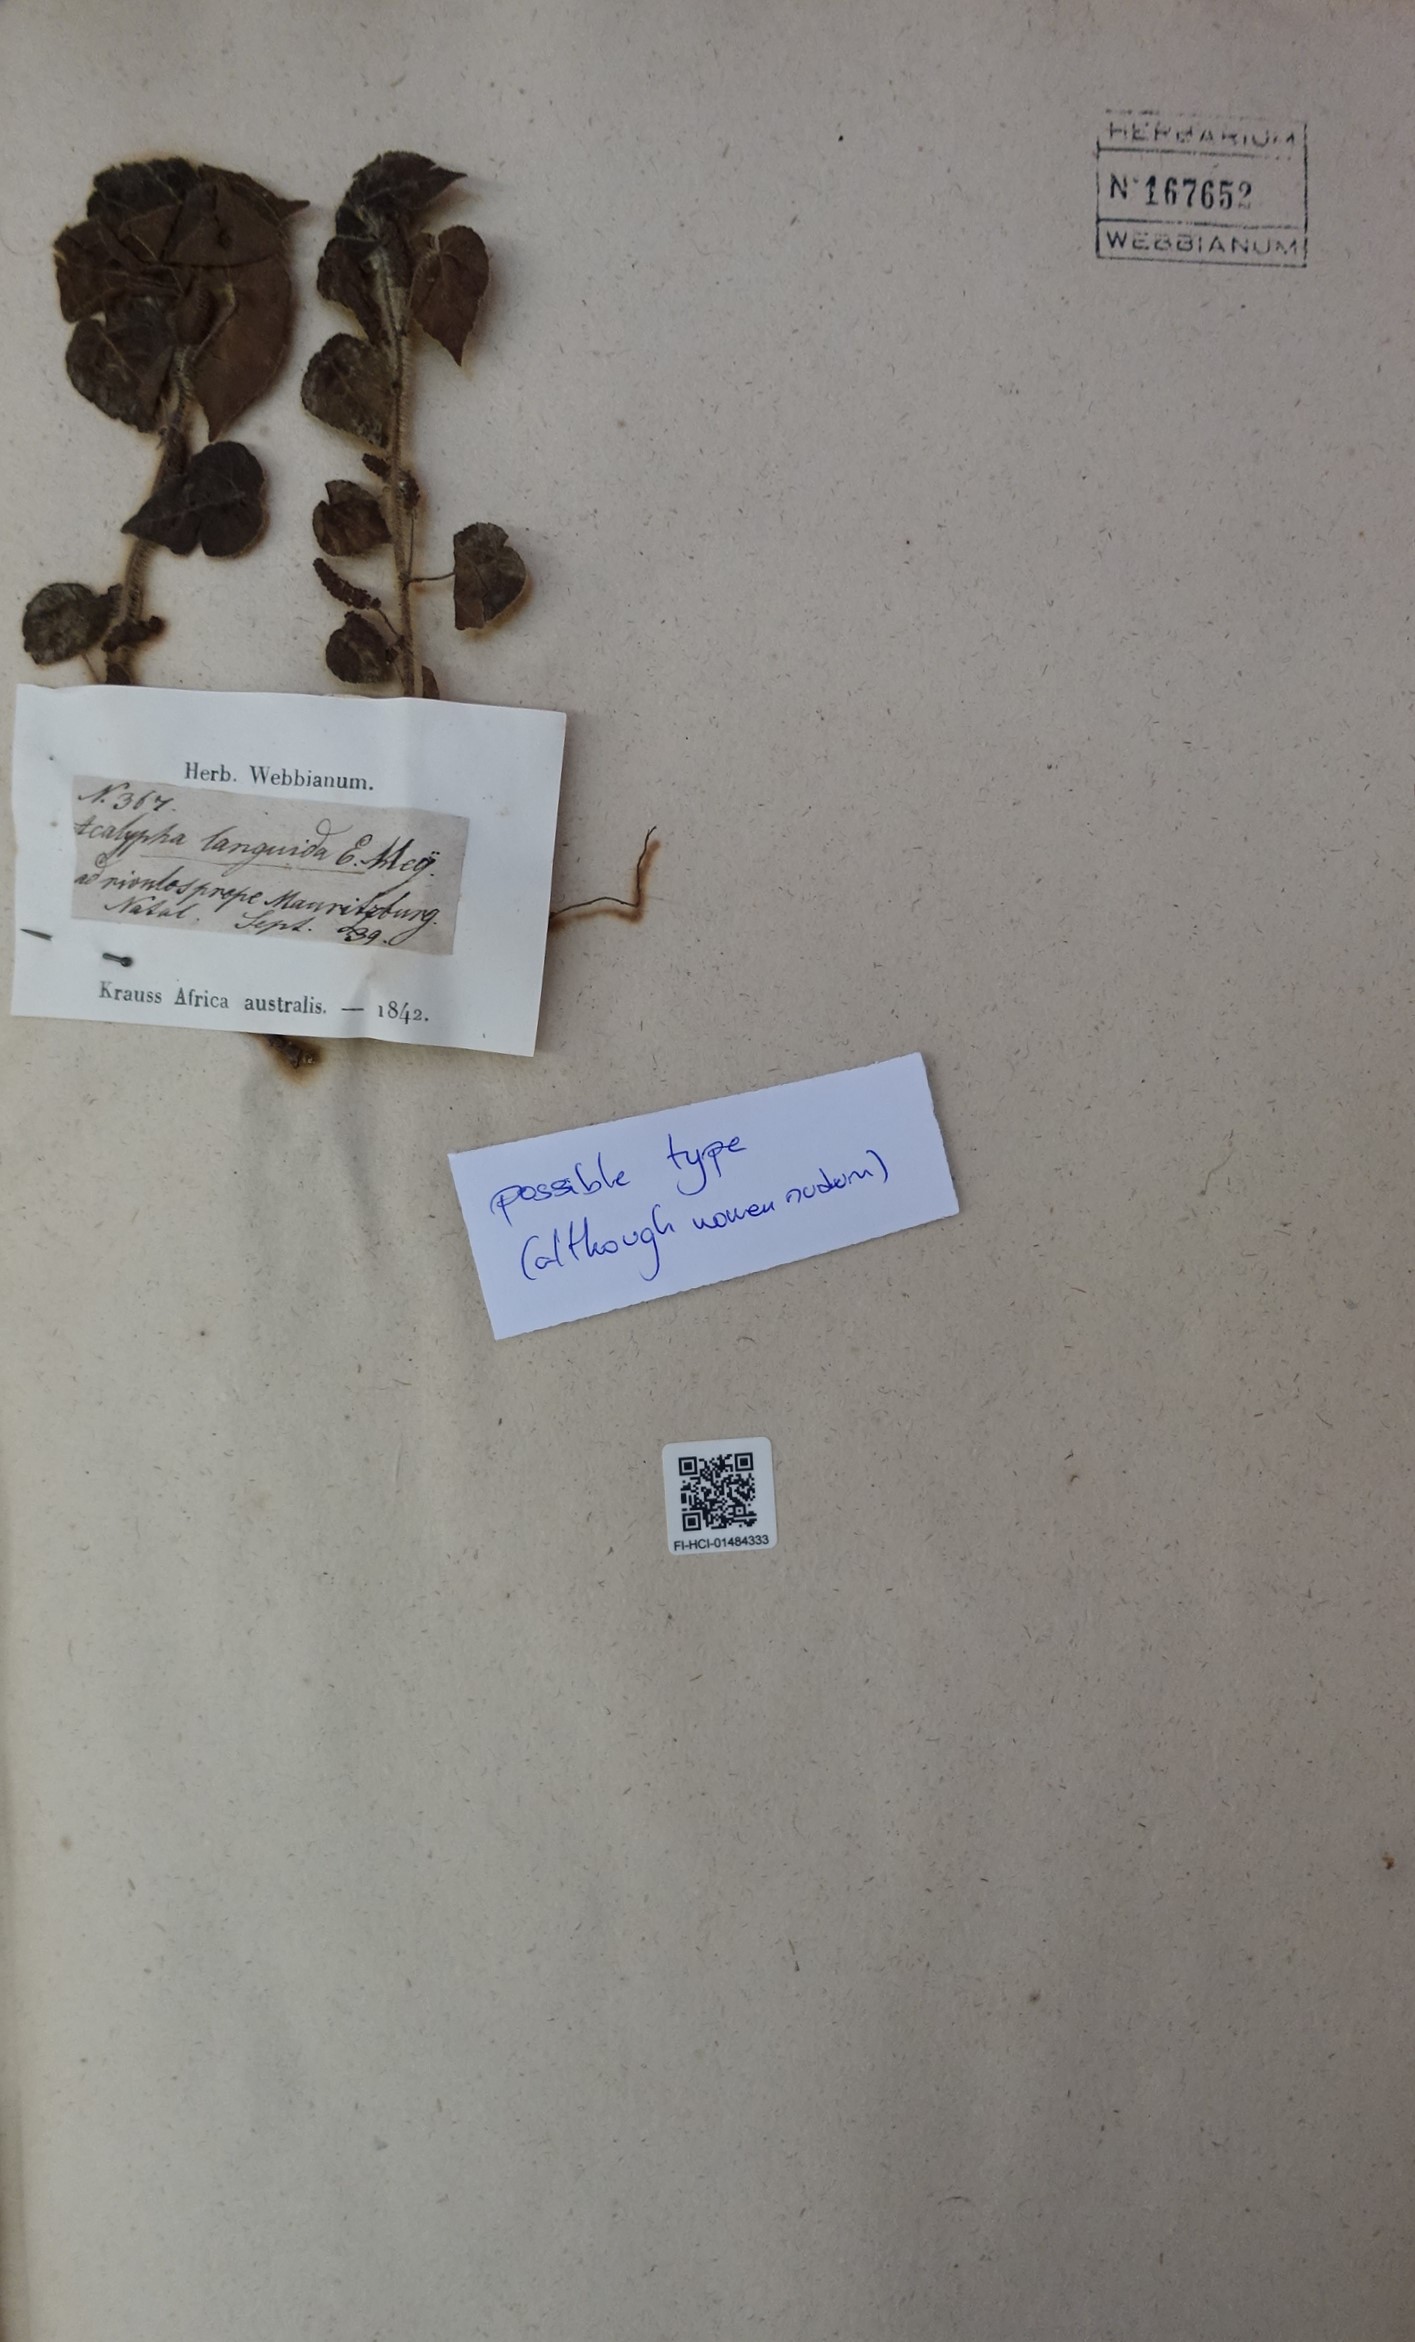 HERBARIUM
N° 167652
WEBBIANUM
Herb. Webbianum.
N. 367.
Acalypha languida E. Mey.
ad rivulos prope Mauritzburg.
Natal. Sept. 39.
Krauss Africa australis. — 1842.
possible type
(although nomen nudum)
FI-HCI-01484333